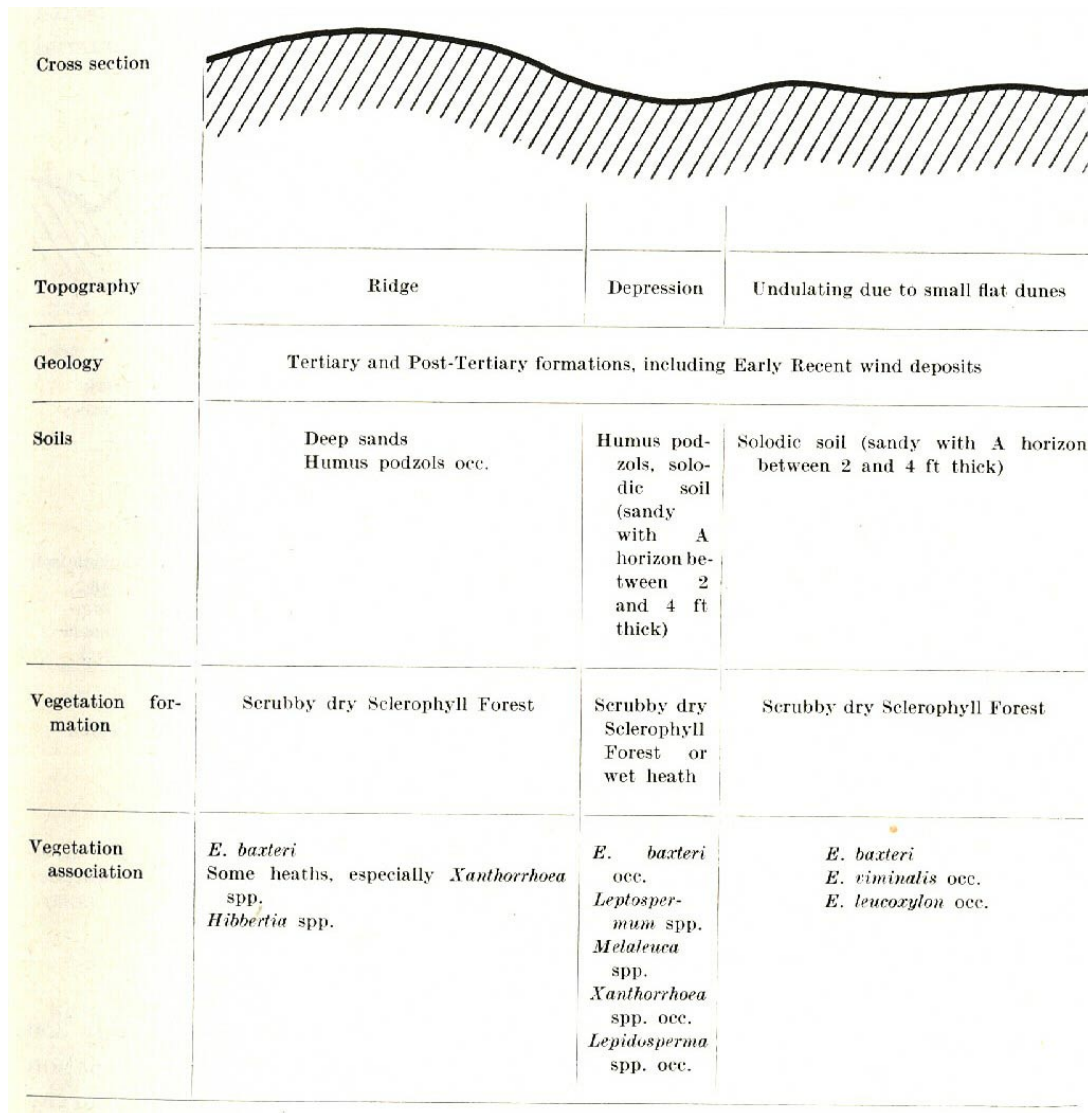 Cross section
Topography
Ridge
Depression
Undulating due to small flat dunes
Geology
Tertiary and Post-Tertiary formations, including Early Recent wind deposits
Soils
Deep sands
Humus podzols occ.
Humus pod-
zols, solo-
dic soil
(sandy
with A
horizon be-
tween 2
and 4 ft
thick)
Solodic soil (sandy with A horizon
between 2 and 4 ft thick)
Vegetation for-
mation
Scrubby dry Sclerophyll Forest
Scrubby dry
Sclerophyll
Forest or
wet heath
Scrubby dry Sclerophyll Forest
Vegetation
association
E. baxteri
Some heaths, especially Xanthorrhoea
spp.
Hibbertia spp.
E. baxteri
occ.
Leptosper-
mum spp.
Melaleuca
spp.
Xanthorrhoea
spp. occ.
Lepidosperma
spp. occ.
E. baxteri
E. viminalis occ.
E. leucoxylon occ.